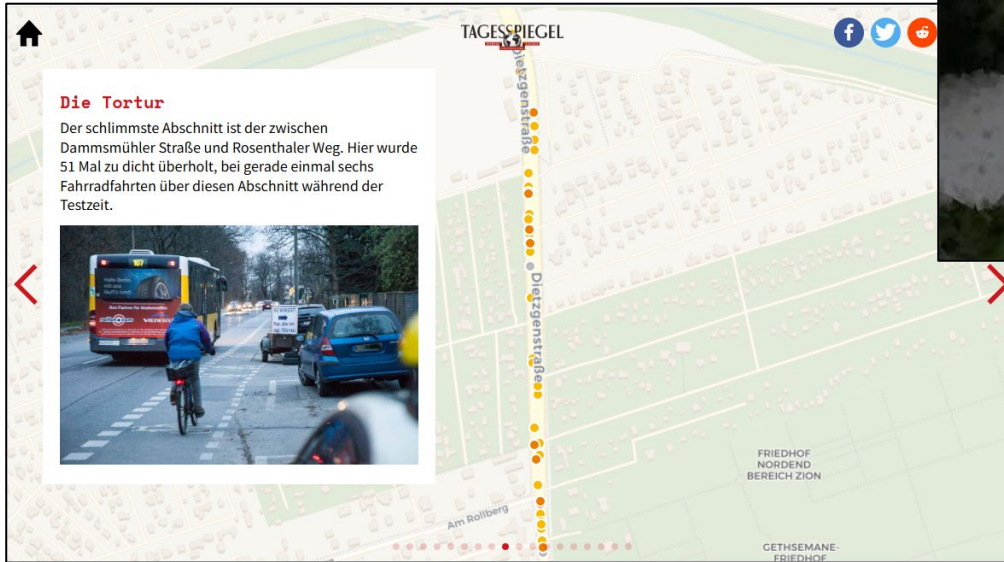 TAGESSPIEGEL
Die Tortur
Der schlimmste Abschnitt ist der zwischen
Dammsmühler Straße und Rosenthaler Weg. Hier wurde
51 Mal zu dicht überholt, bei gerade einmal sechs
Fahrradfahrten über diesen Abschnitt während der
Testzeit.
107
Dietzgenstraße
Dietzgenstraße
Am Rollberg
FRIEDHOF
NORDEND
BEREICH ZION
GETHSEMANE-
FRIEDHOF